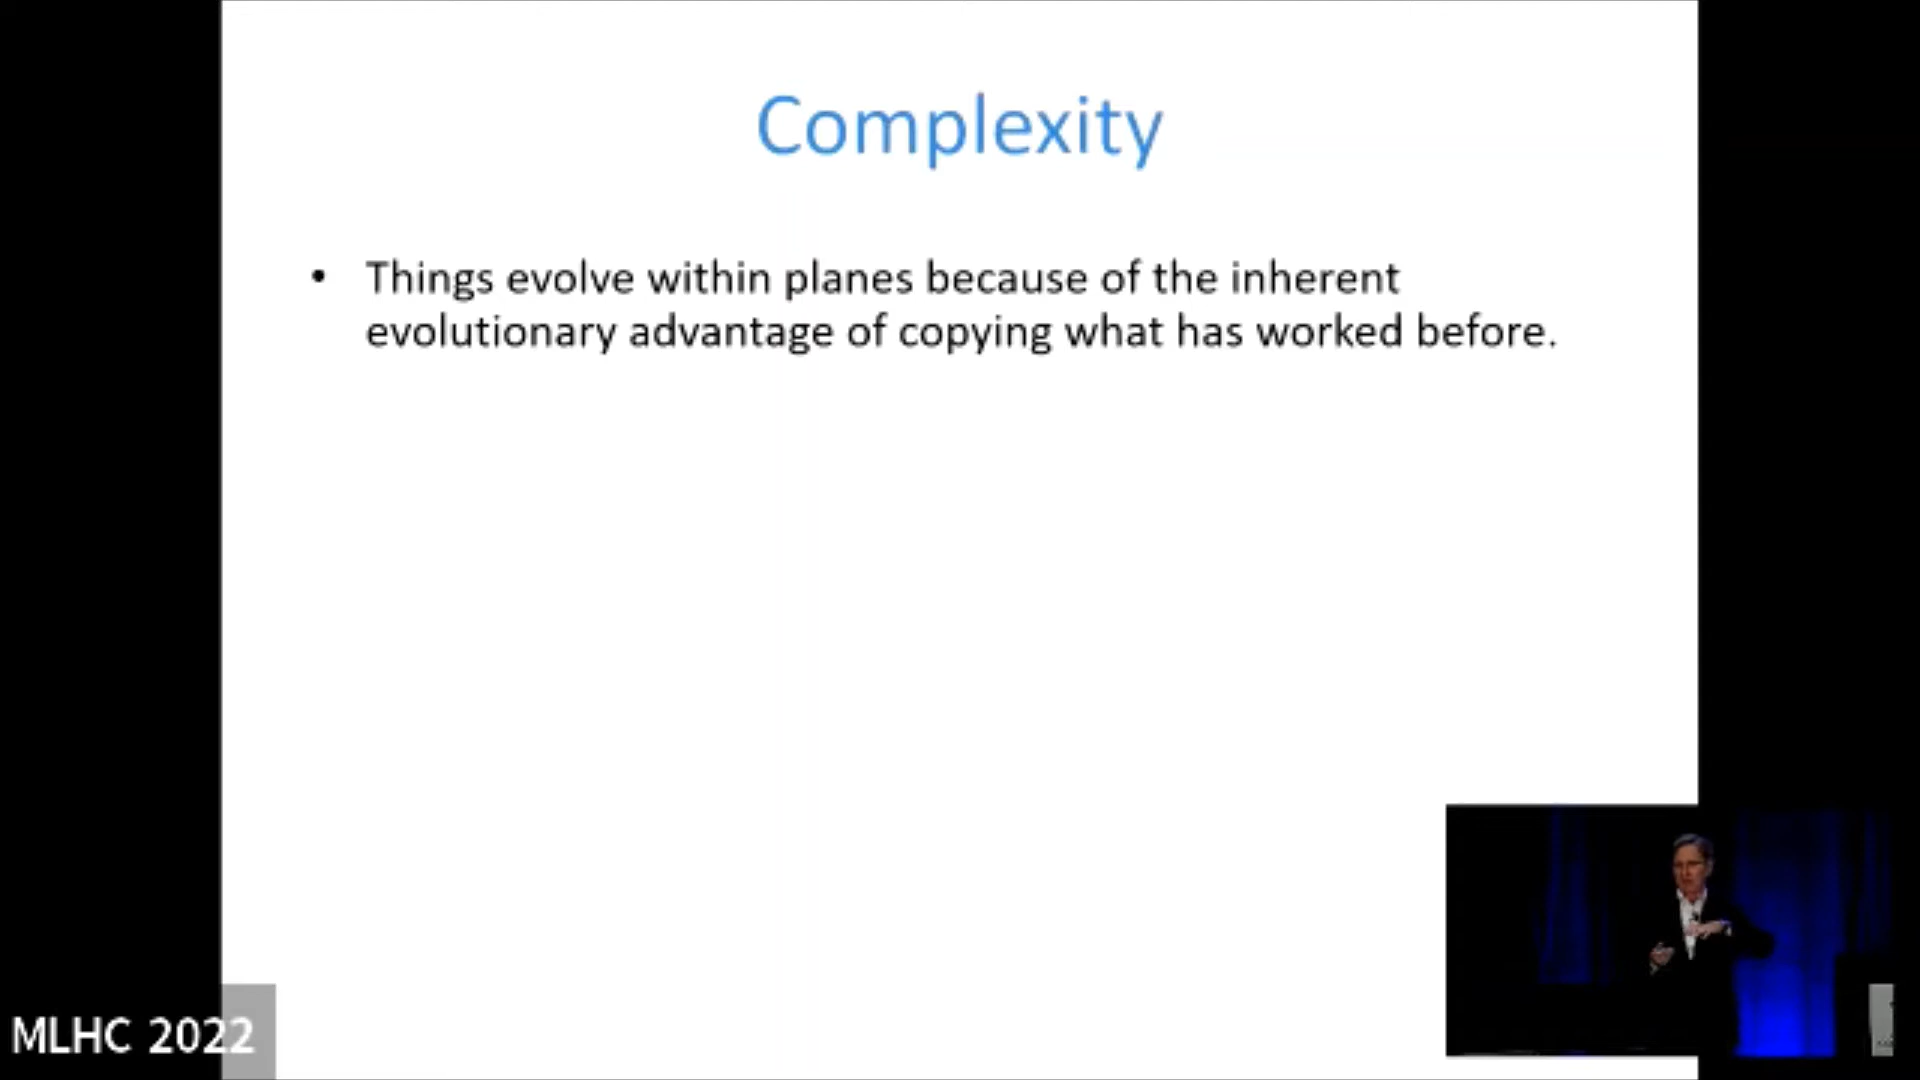 Complexity
• Things evolve within planes because of the inherent
evolutionary advantage of copying what has worked before.
MLHC 2022